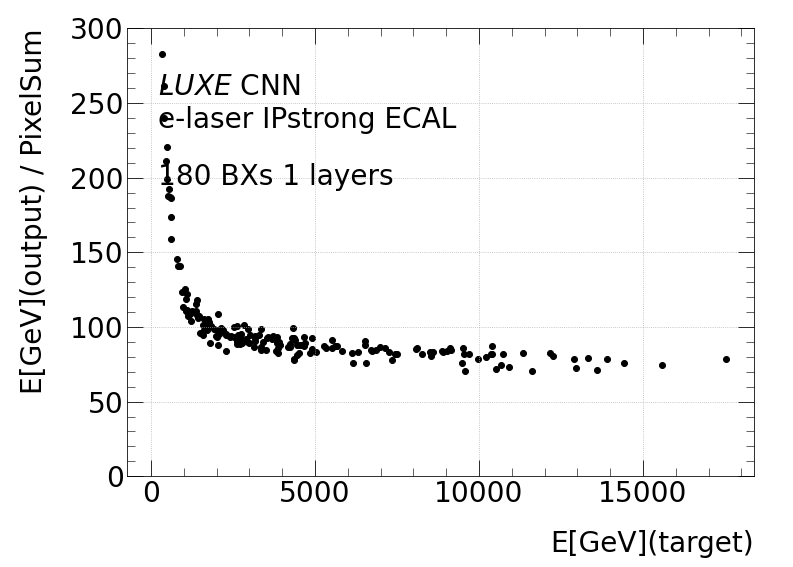 300
250
200
150
100
50
0
E[GeV](output) / PixelSum
LUXE CNN
e-laser IPstrong ECAL
180 BXs 1 layers
0 5000 10000 15000
E[GeV](target)